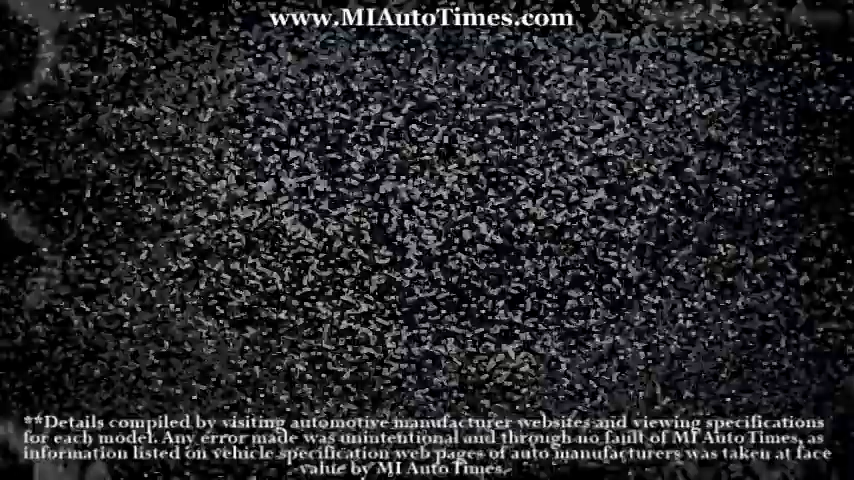 www.MIAutoTimes.com
**Details compiled by visiting automotive manufacturer websites and viewing specifications
for each model. Any error made was unintentional and through no fault of MI Auto Times, as
information listed on vehicle specification web pages of auto manufacturers was taken at face
value by MI Auto Times.